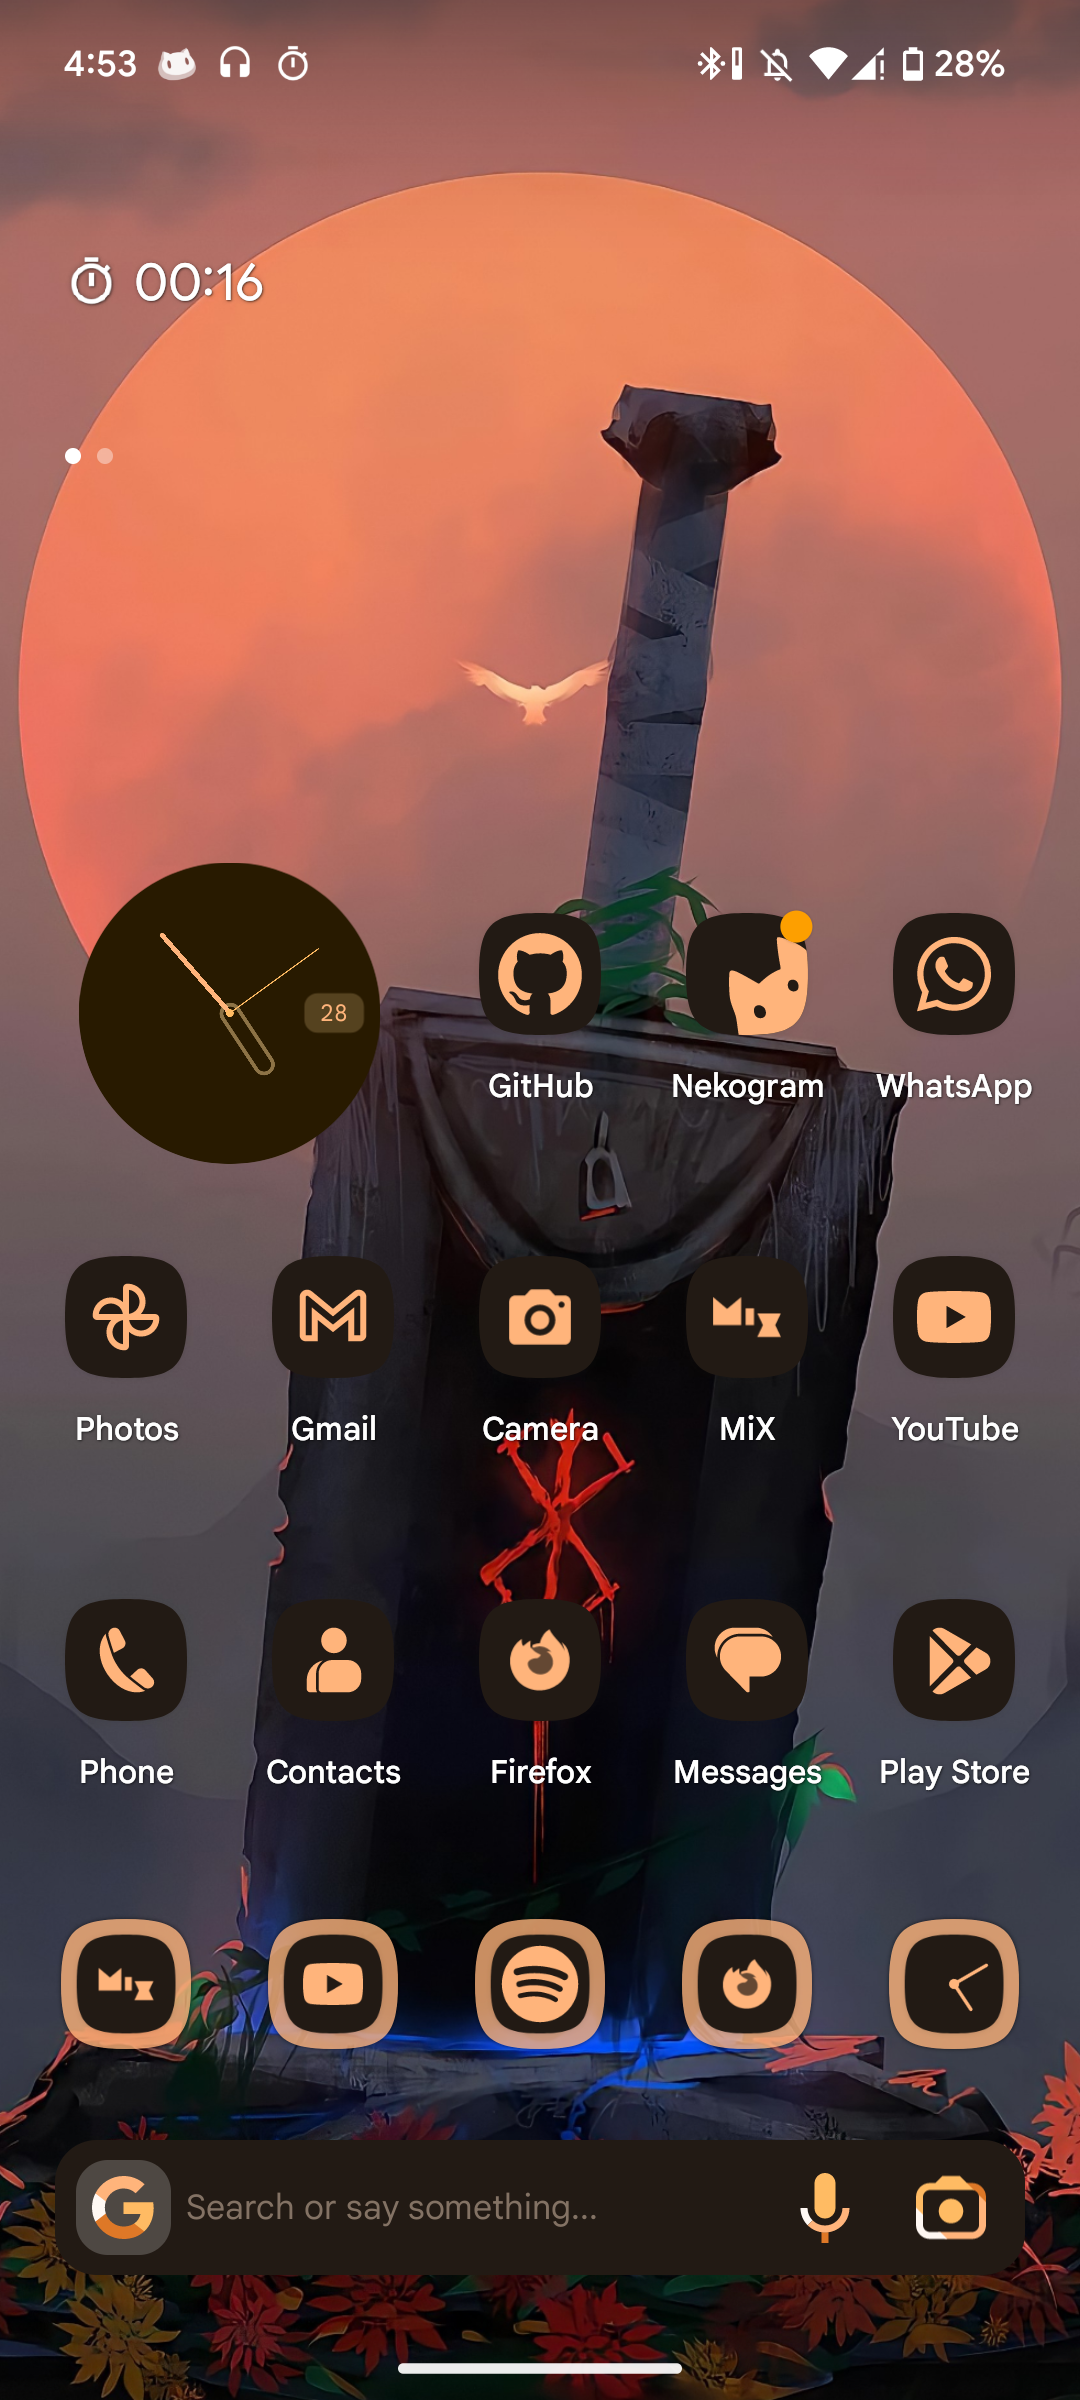 4:53 28%
00:16
28
GitHub Nekogram WhatsApp
Photos Gmail Camera MiX YouTube
Phone Contacts Firefox Messages Play Store
Search or say something...